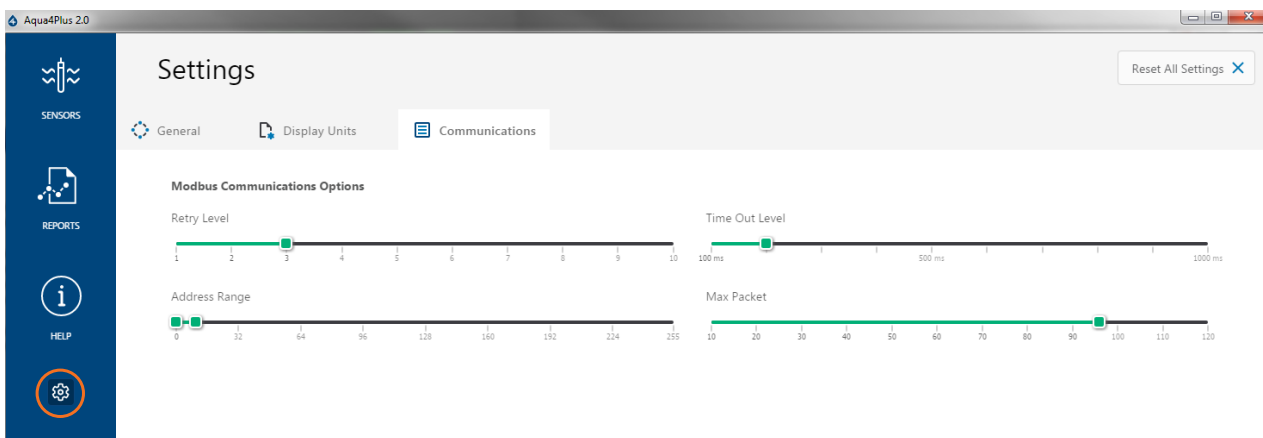 Aqua4Plus 2.0
SENSORS
REPORTS
HELP
Settings
Reset All Settings
General
Display Units
Communications
Modbus Communications Options
Retry Level
1 2 3 4 5 6 7 8 9 10
Time Out Level
100 ms 500 ms 1000 ms
Address Range
0 32 64 96 128 160 192 224 255
Max Packet
10 20 30 40 50 60 70 80 90 100 110 120